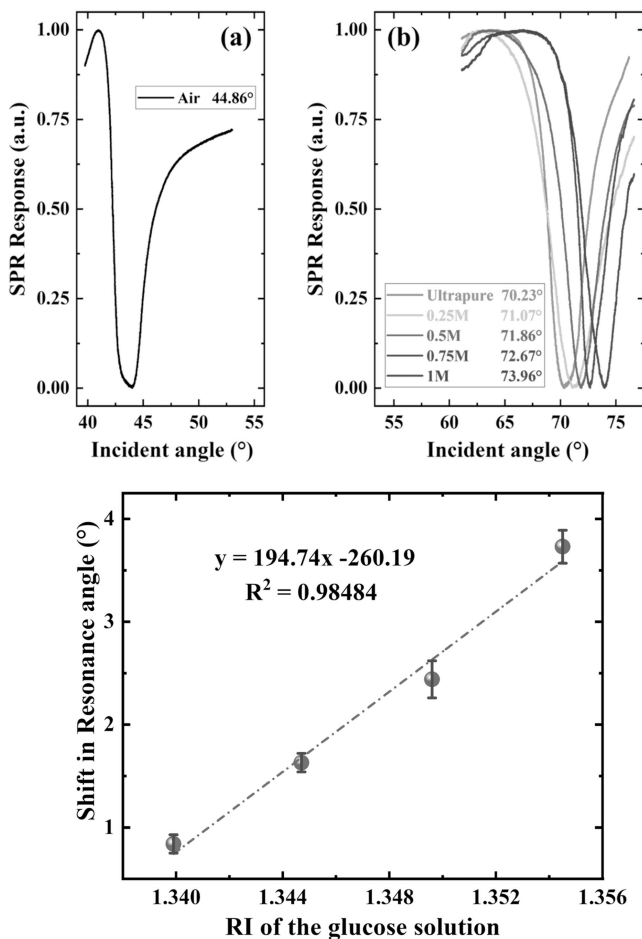 (a)
Air 44.86°
SPR Response (a.u.)
1.00
0.75
0.50
0.25
0.00
40 45 50 55
Incident angle (°)
(b)
Ultrapure 70.23°
0.25M 71.07°
0.5M 71.86°
0.75M 72.67°
1M 73.96°
SPR Response (a.u.)
1.00
0.75
0.50
0.25
0.00
55 60 65 70 75
Incident angle (°)
y = 194.74x -260.19
R² = 0.98484
Shift in Resonance angle (°)
4
3
2
1
1.340 1.344 1.348 1.352 1.356
RI of the glucose solution